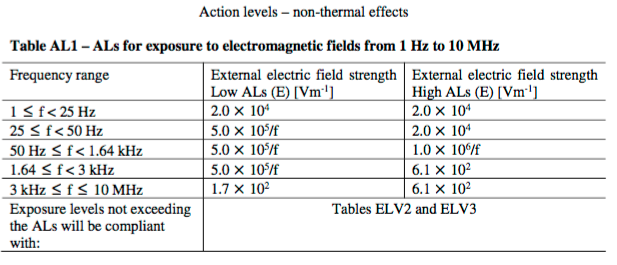 Action levels – non-thermal effects
Table AL1 – ALs for exposure to electromagnetic fields from 1 Hz to 10 MHz
Frequency range External electric field strength External electric field strength
Low ALs (E) [Vm⁻¹] High ALs (E) [Vm⁻¹]
1 ≤ f < 25 Hz 2.0 × 10⁴ 2.0 × 10⁴
25 ≤ f < 50 Hz 5.0 × 10⁵/f 2.0 × 10⁴
50 Hz ≤ f < 1.64 kHz 5.0 × 10⁵/f 1.0 × 10⁶/f
1.64 ≤ f < 3 kHz 5.0 × 10⁵/f 6.1 × 10²
3 kHz ≤ f ≤ 10 MHz 1.7 × 10² 6.1 × 10²
Exposure levels not exceeding Tables ELV2 and ELV3
the ALs will be compliant
with: